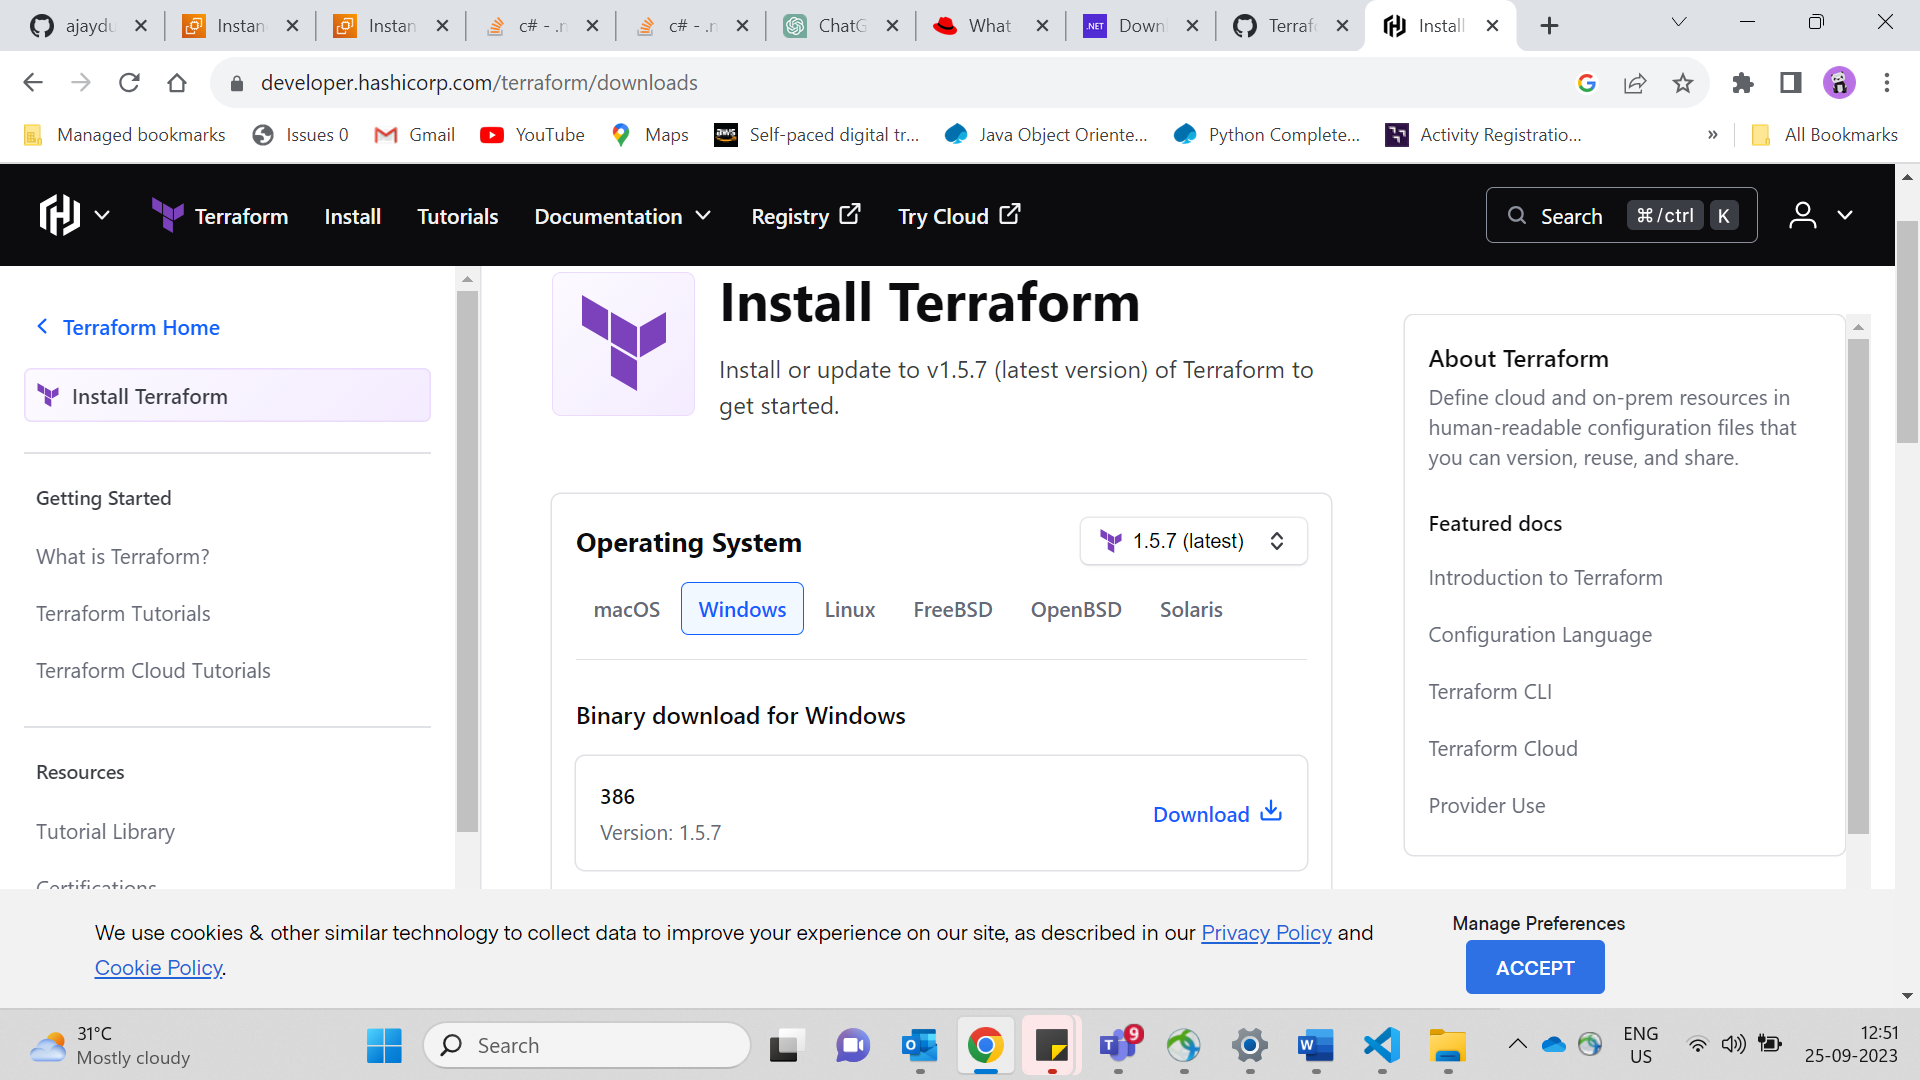 ajaydu
Instan
Instan
c# - .n
c# - .n
ChatG
What
Down
Terrafo
Install
developer.hashicorp.com/terraform/downloads
Managed bookmarks
Issues 0
Gmail
YouTube
Maps
Self-paced digital tr...
Java Object Oriente...
Python Complete...
Activity Registratio...
»
All Bookmarks
Terraform
Install
Tutorials
Documentation
Registry
Try Cloud
Search ⌘/ctrl K
Terraform Home
Install Terraform
Getting Started
What is Terraform?
Terraform Tutorials
Terraform Cloud Tutorials
Resources
Tutorial Library
Certifications
Install Terraform
Install or update to v1.5.7 (latest version) of Terraform to
get started.
Operating System
1.5.7 (latest)
macOS Windows Linux FreeBSD OpenBSD Solaris
Binary download for Windows
386
Version: 1.5.7
Download
About Terraform
Define cloud and on-prem resources in
human-readable configuration files that
you can version, reuse, and share.
Featured docs
Introduction to Terraform
Configuration Language
Terraform CLI
Terraform Cloud
Provider Use
We use cookies & other similar technology to collect data to improve your experience on our site, as described in our Privacy Policy and
Cookie Policy.
Manage Preferences
ACCEPT
31°C
Mostly cloudy
Search
9
ENG
US
12:51
25-09-2023